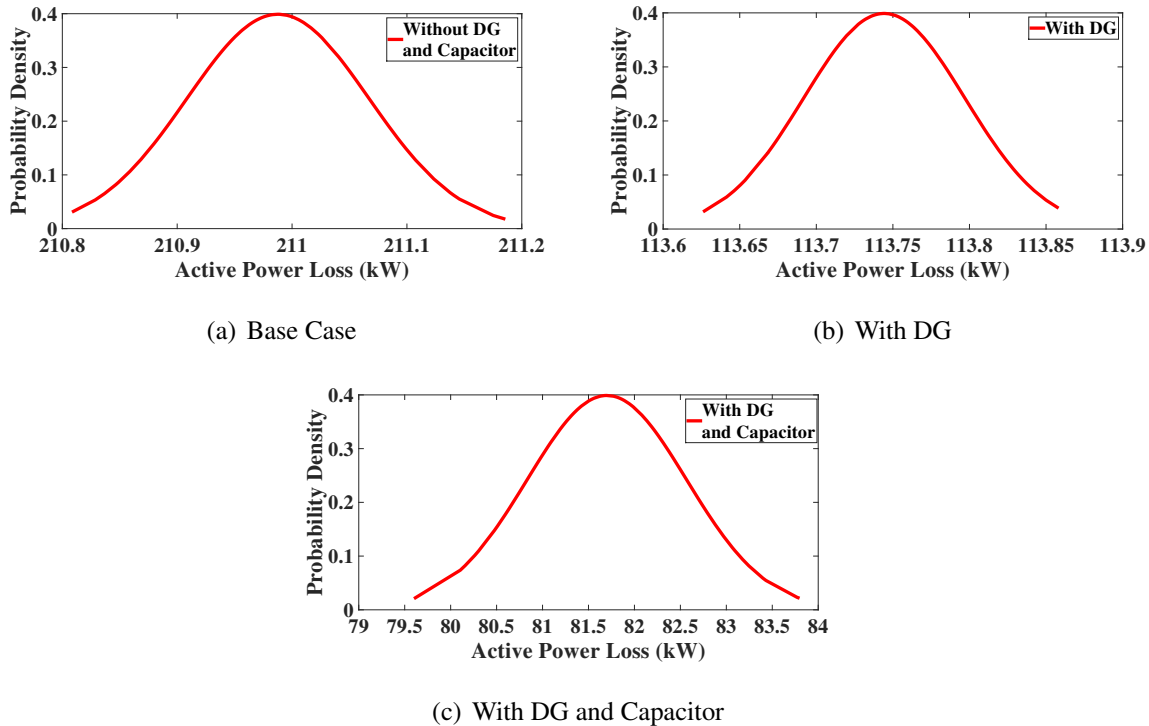 Probability Density
0.4
0.3
0.2
0.1
0
Without DG
and Capacitor
210.8
210.9
211
211.1
211.2
Active Power Loss (kW)
(a) Base Case
Probability Density
0.4
0.3
0.2
0.1
0
With DG
113.6
113.65
113.7
113.75
113.8
113.85
113.9
Active Power Loss (kW)
(b) With DG
Probability Density
0.4
0.3
0.2
0.1
0
With DG
and Capacitor
79
79.5
80
80.5
81
81.5
82
82.5
83
83.5
84
Active Power Loss (kW)
(c) With DG and Capacitor